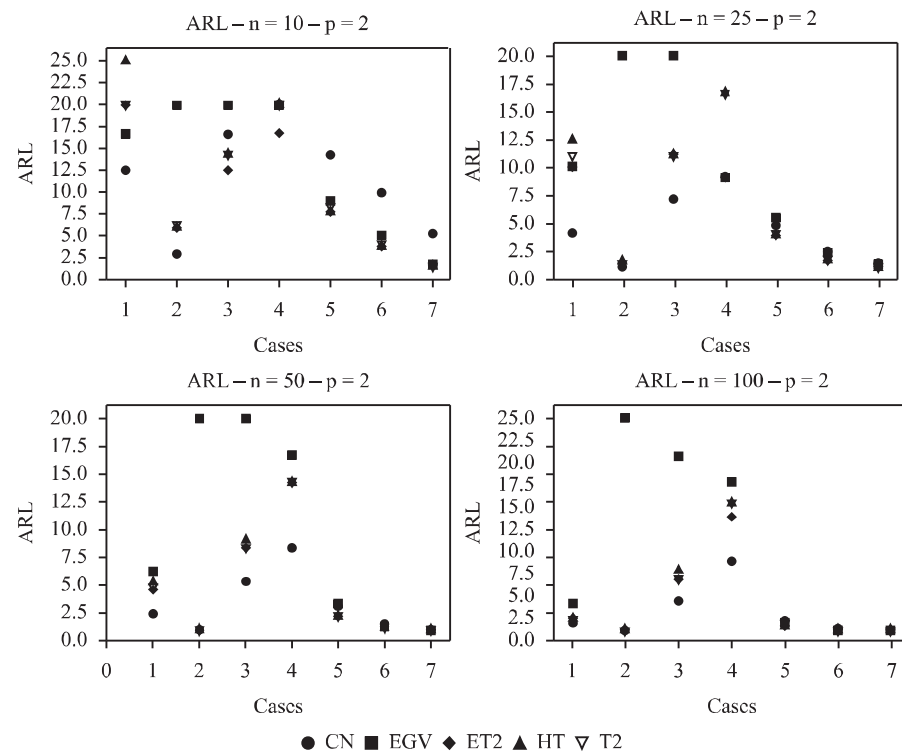 ARL – n = 10 – p = 2
ARL
25.0
22.5
20.0
17.5
15.0
12.5
10.0
7.5
5.0
2.5
0.0
1 2 3 4 5 6 7
Cases
ARL – n = 25 – p = 2
ARL
20.0
17.5
15.0
12.5
10.0
7.5
5.0
2.5
0.0
1 2 3 4 5 6 7
Cases
ARL – n = 50 – p = 2
ARL
20.0
17.5
15.0
12.5
10.0
7.5
5.0
2.5
0.0
0 1 2 3 4 5 6 7
Cases
ARL – n = 100 – p = 2
ARL
25.0
22.5
20.0
17.5
15.0
12.5
10.0
7.5
5.0
2.5
0.0
1 2 3 4 5 6 7
Cases
CN EGV ET2 HT T2